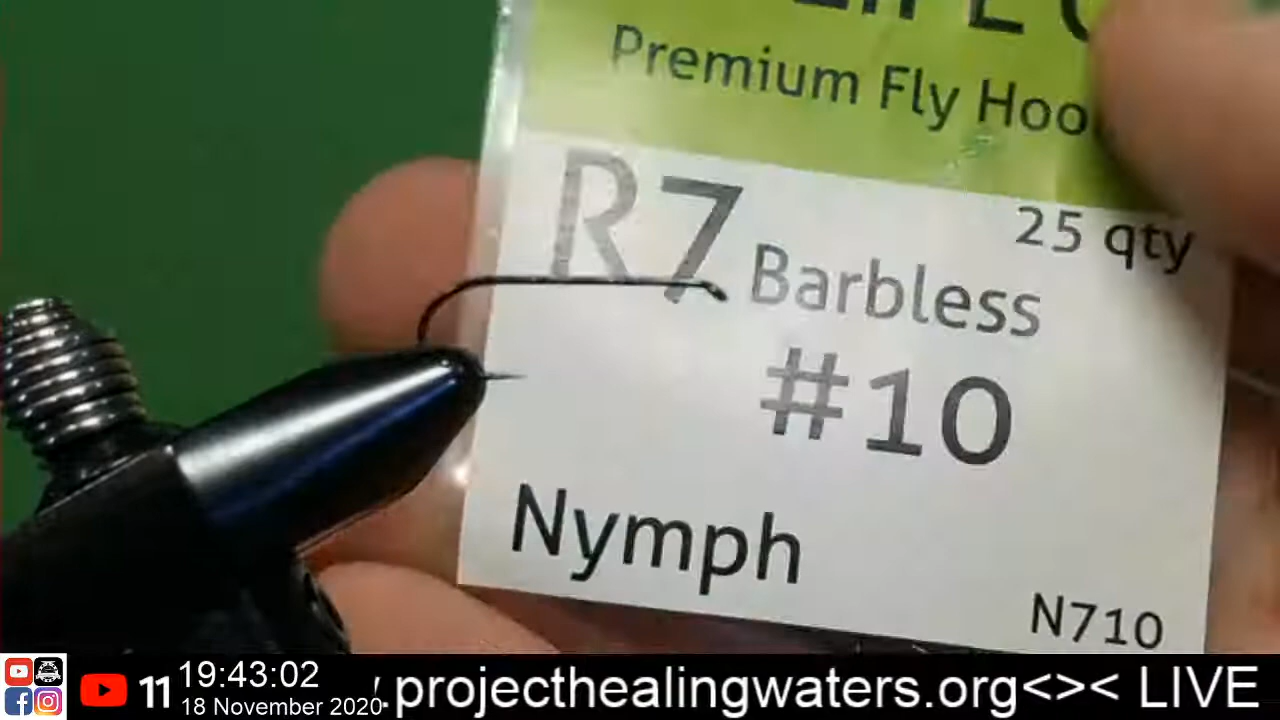 Premium Fly Hoo
R7 Barbless
25 qty
#10
Nymph
N710
11
19:43:02
18 November 2020
.projecthealingwaters.org<>< LIVE